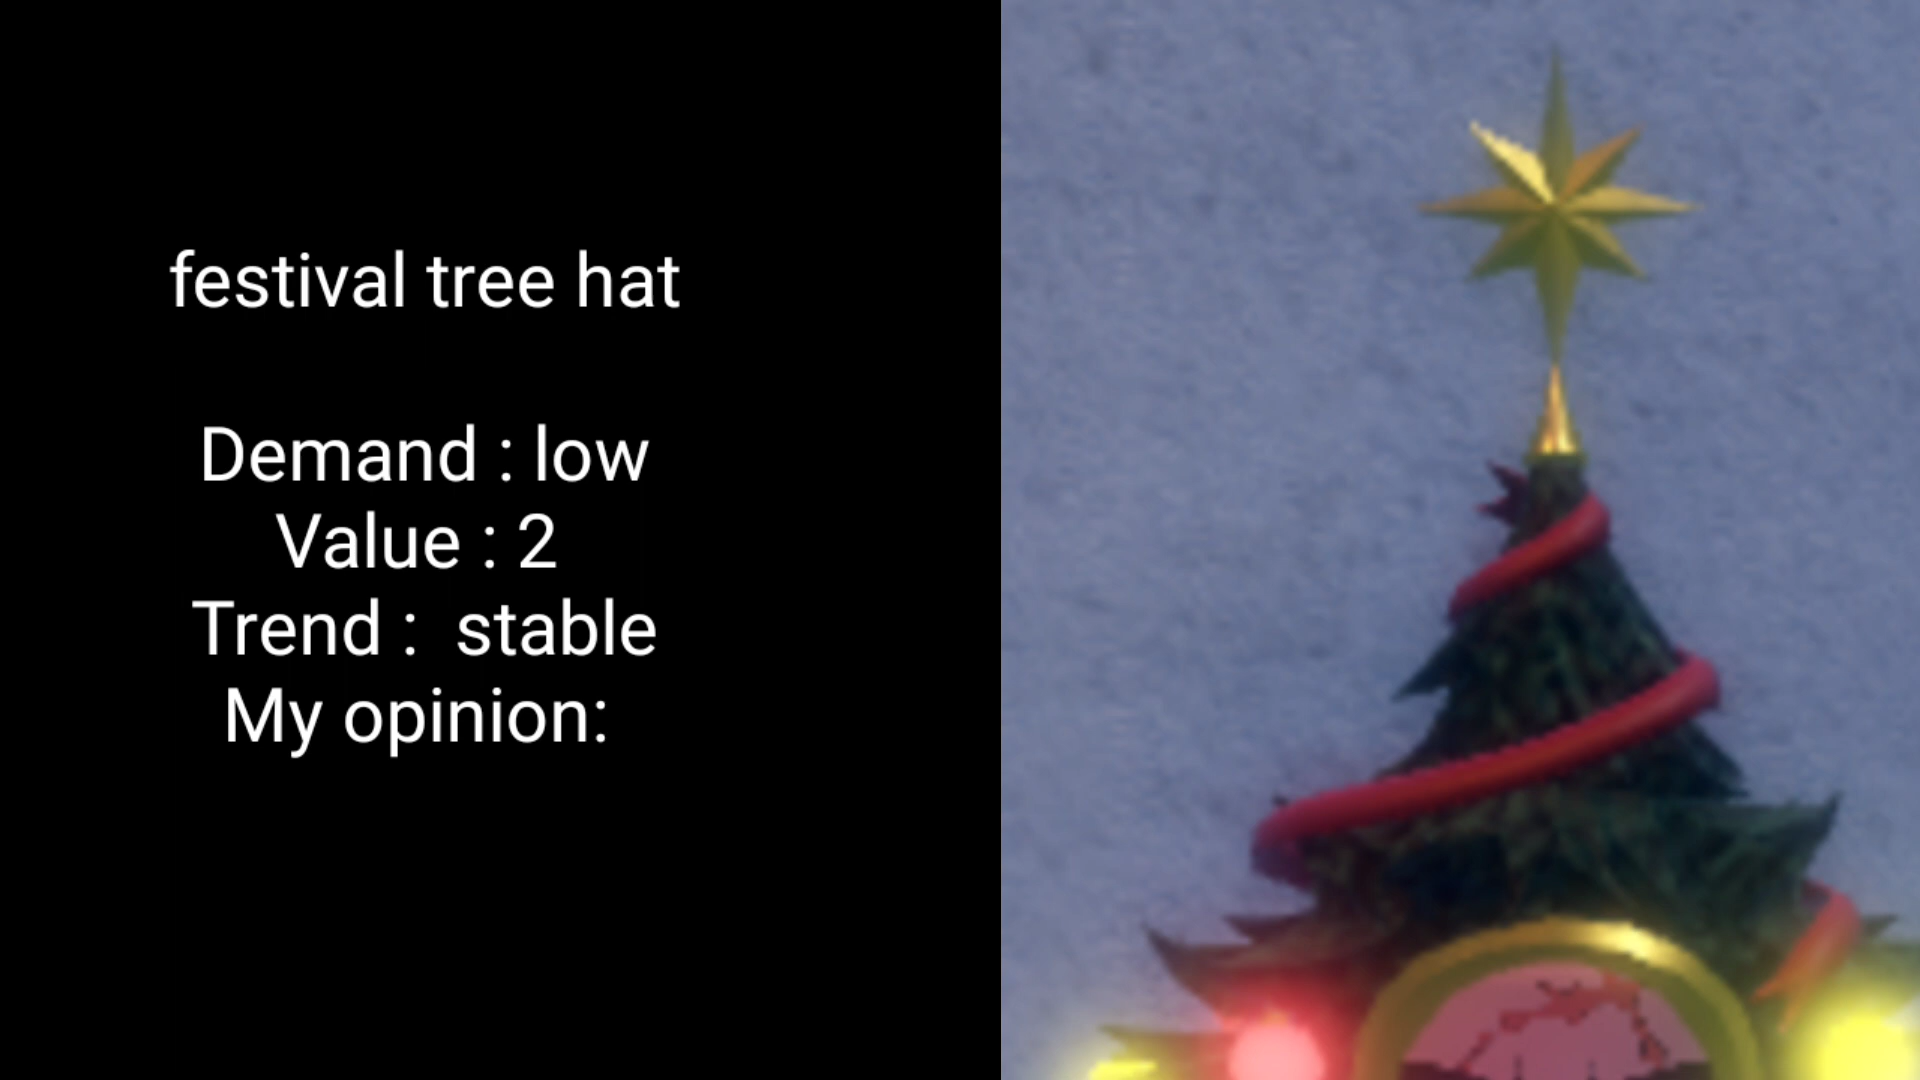 festival tree hat
Demand : low
Value : 2
Trend :  stable
My opinion: